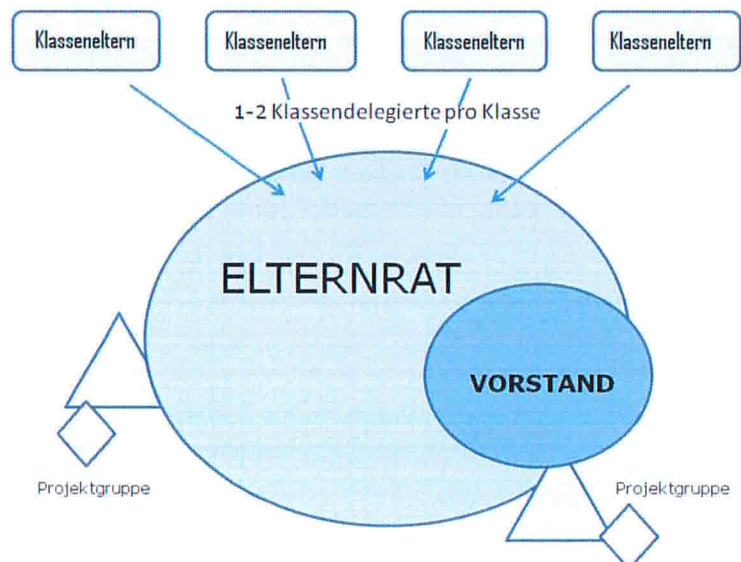 Klasseneltern
Klasseneltern
Klasseneltern
Klasseneltern
1-2 Klassendelegierte pro Klasse
ELTERNRAT
VORSTAND
Projektgruppe
Projektgruppe